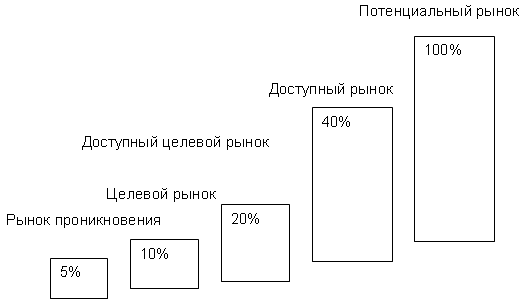 Потенциальный рынок
100%
Доступный рынок
40%
Доступный целевой рынок
Целевой рынок
20%
Рынок проникновения
10%
5%